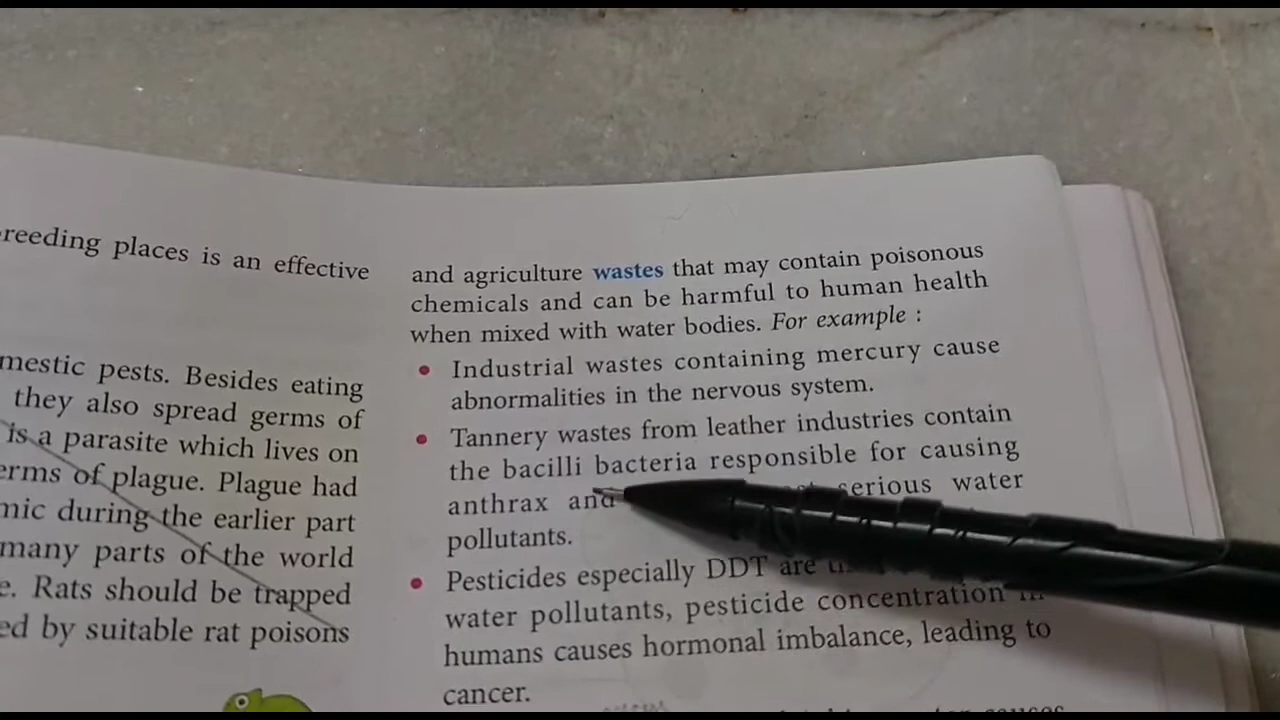 reeding places is an effective
mestic pests. Besides eating
they also spread germs of
is a parasite which lives on
erms of plague. Plague had
mic during the earlier part
many parts of the world
e. Rats should be trapped
ed by suitable rat poisons
and agriculture wastes that may contain poisonous
chemicals and can be harmful to human health
when mixed with water bodies. For example :
• Industrial wastes containing mercury cause
abnormalities in the nervous system.
• Tannery wastes from leather industries contain
the bacilli bacteria responsible for causing
anthrax and serious water
pollutants.
• Pesticides especially DDT are
water pollutants, pesticide concentration
humans causes hormonal imbalance, leading to
cancer.